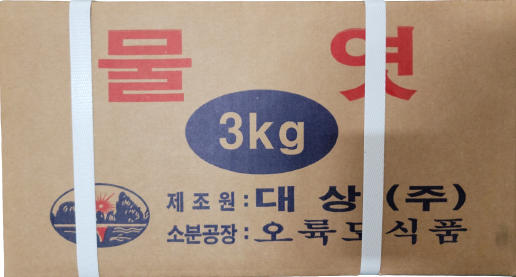 물 엿
3kg
제조원 : 대 상 (주)
소분공장 : 오륙도식품